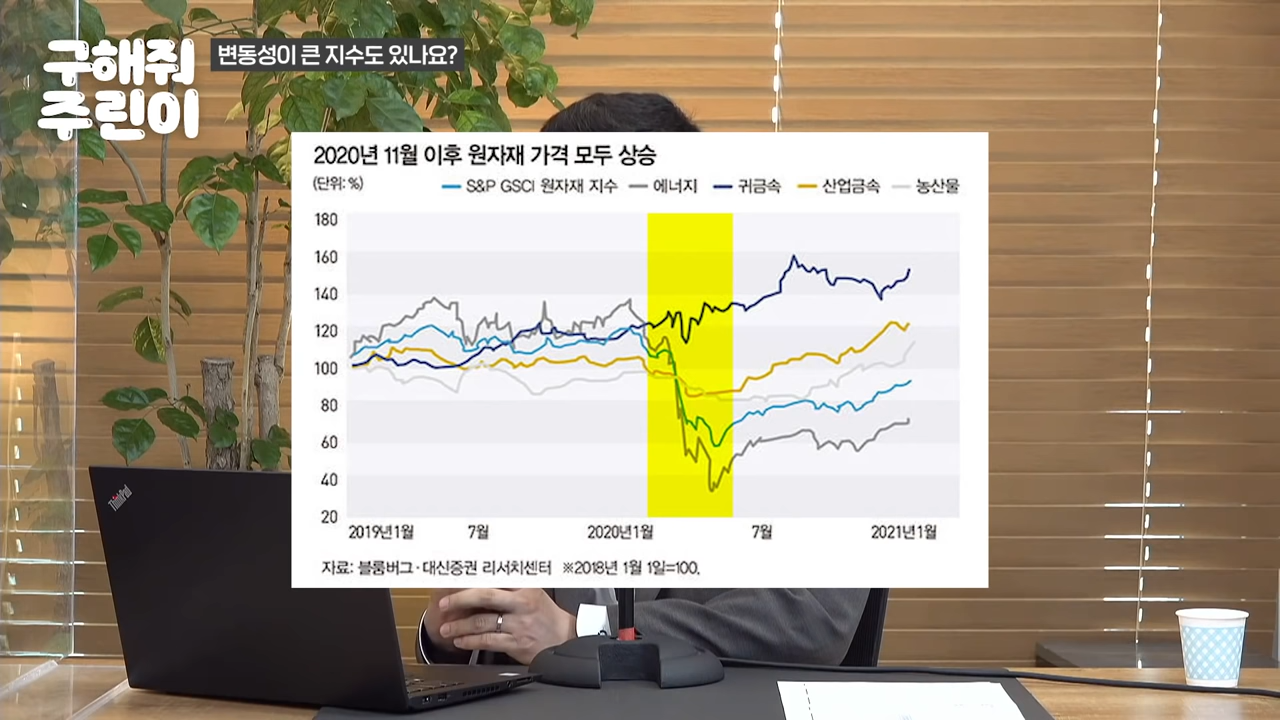 구해줘
주린이
변동성이 큰 지수도 있나요?
2020년 11월 이후 원자재 가격 모두 상승
(단위: %)
S&P GSCI 원자재 지수 에너지 귀금속 산업금속 농산물
180
160
140
120
100
80
60
40
20
2019년1월 7월 2020년1월 7월 2021년1월
자료: 블룸버그·대신증권 리서치센터 ※2018년 1월 1일=100.
ThinkPad